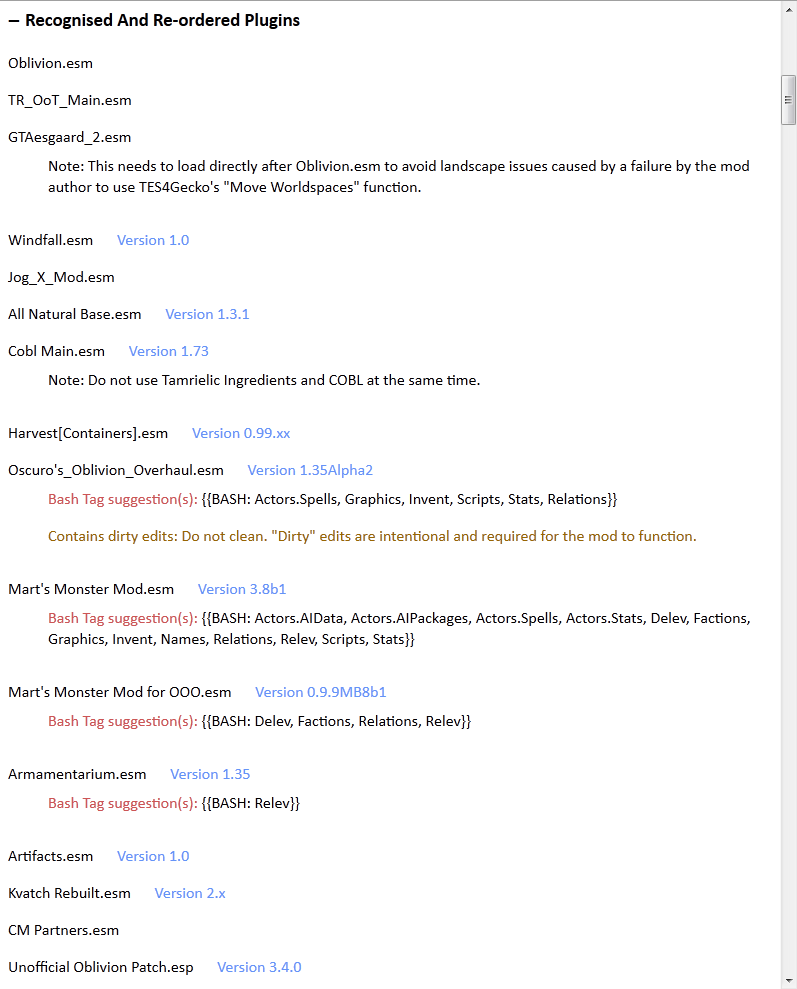 – Recognised And Re-ordered Plugins
Oblivion.esm
TR_OoT_Main.esm
GTAesgaard_2.esm
Note: This needs to load directly after Oblivion.esm to avoid landscape issues caused by a failure by the mod
author to use TES4Gecko's "Move Worldspaces" function.
Windfall.esm Version 1.0
Jog_X_Mod.esm
All Natural Base.esm Version 1.3.1
Cobl Main.esm Version 1.73
Note: Do not use Tamrielic Ingredients and COBL at the same time.
Harvest[Containers].esm Version 0.99.xx
Oscuro's_Oblivion_Overhaul.esm Version 1.35Alpha2
Bash Tag suggestion(s): {{BASH: Actors.Spells, Graphics, Invent, Scripts, Stats, Relations}}
Contains dirty edits: Do not clean. "Dirty" edits are intentional and required for the mod to function.
Mart's Monster Mod.esm Version 3.8b1
Bash Tag suggestion(s): {{BASH: Actors.AIData, Actors.AIPackages, Actors.Spells, Actors.Stats, Delev, Factions,
Graphics, Invent, Names, Relations, Relev, Scripts, Stats}}
Mart's Monster Mod for OOO.esm Version 0.9.9MB8b1
Bash Tag suggestion(s): {{BASH: Delev, Factions, Relations, Relev}}
Armamentarium.esm Version 1.35
Bash Tag suggestion(s): {{BASH: Relev}}
Artifacts.esm Version 1.0
Kvatch Rebuilt.esm Version 2.x
CM Partners.esm
Unofficial Oblivion Patch.esp Version 3.4.0